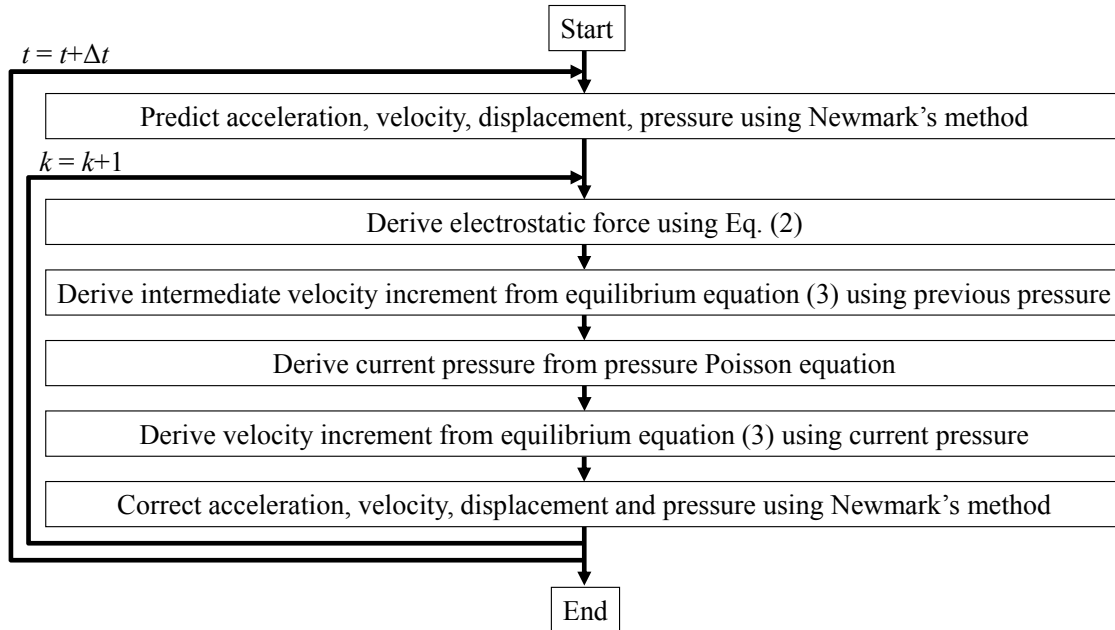 Start
t = t+Δt
Predict acceleration, velocity, displacement, pressure using Newmark’s method
k = k+1
Derive electrostatic force using Eq. (2)
Derive intermediate velocity increment from equilibrium equation (3) using previous pressure
Derive current pressure from pressure Poisson equation
Derive velocity increment from equilibrium equation (3) using current pressure
Correct acceleration, velocity, displacement and pressure using Newmark’s method
End